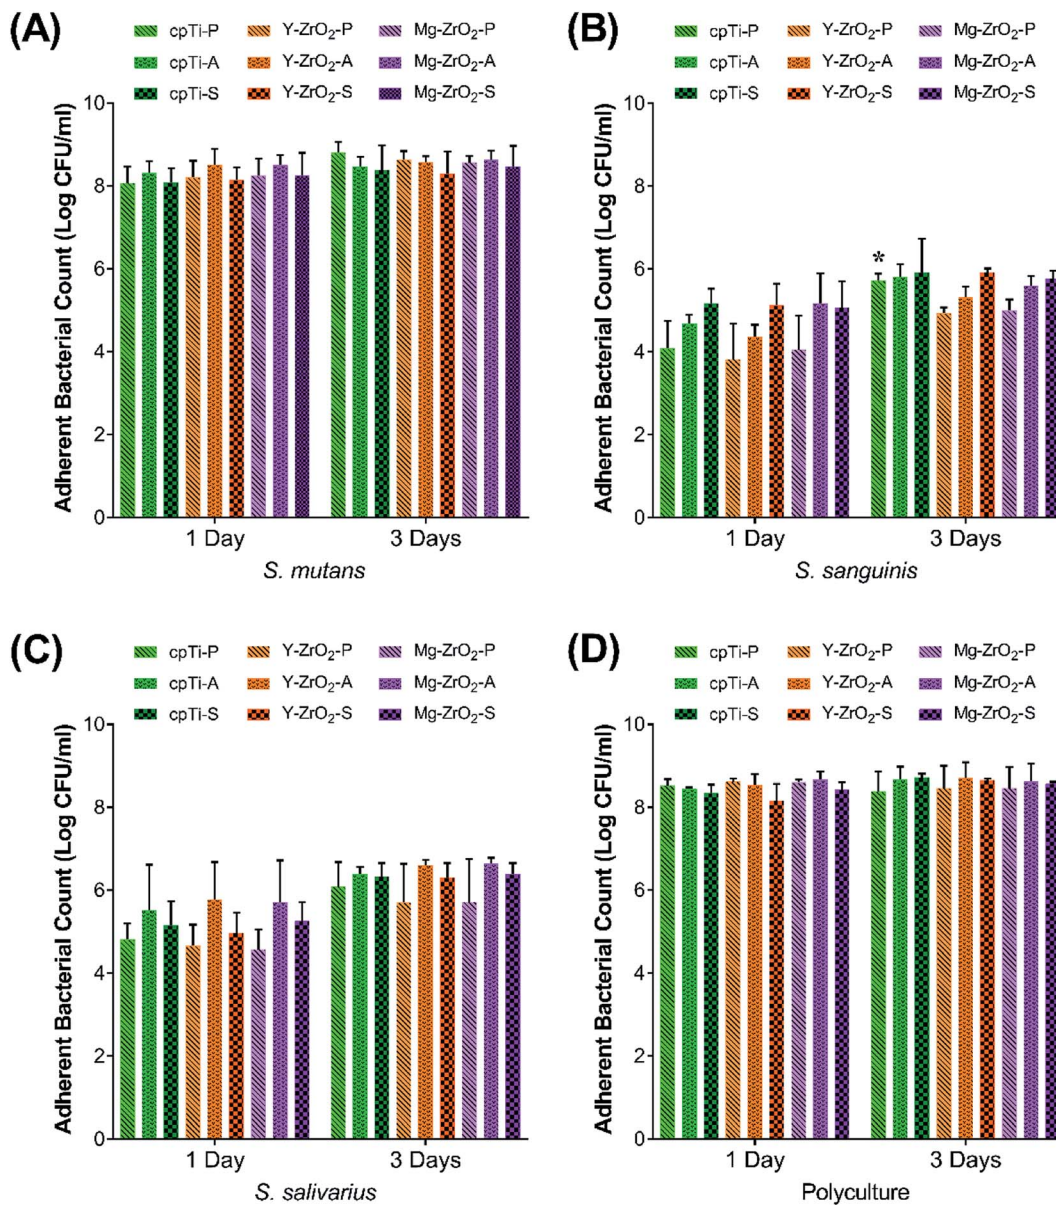 (A)
cpTi-P Y-ZrO₂-P Mg-ZrO₂-P
cpTi-A Y-ZrO₂-A Mg-ZrO₂-A
cpTi-S Y-ZrO₂-S Mg-ZrO₂-S
Adherent Bacterial Count (Log CFU/ml)
10
8
6
4
2
0
1 Day 3 Days
S. mutans
(B)
cpTi-P Y-ZrO₂-P Mg-ZrO₂-P
cpTi-A Y-ZrO₂-A Mg-ZrO₂-A
cpTi-S Y-ZrO₂-S Mg-ZrO₂-S
Adherent Bacterial Count (Log CFU/ml)
10
8
6
4
2
0
*
1 Day 3 Days
S. sanguinis
(C)
cpTi-P Y-ZrO₂-P Mg-ZrO₂-P
cpTi-A Y-ZrO₂-A Mg-ZrO₂-A
cpTi-S Y-ZrO₂-S Mg-ZrO₂-S
Adherent Bacterial Count (Log CFU/ml)
10
8
6
4
2
0
1 Day 3 Days
S. salivarius
(D)
cpTi-P Y-ZrO₂-P Mg-ZrO₂-P
cpTi-A Y-ZrO₂-A Mg-ZrO₂-A
cpTi-S Y-ZrO₂-S Mg-ZrO₂-S
Adherent Bacterial Count (Log CFU/ml)
10
8
6
4
2
0
1 Day 3 Days
Polyculture